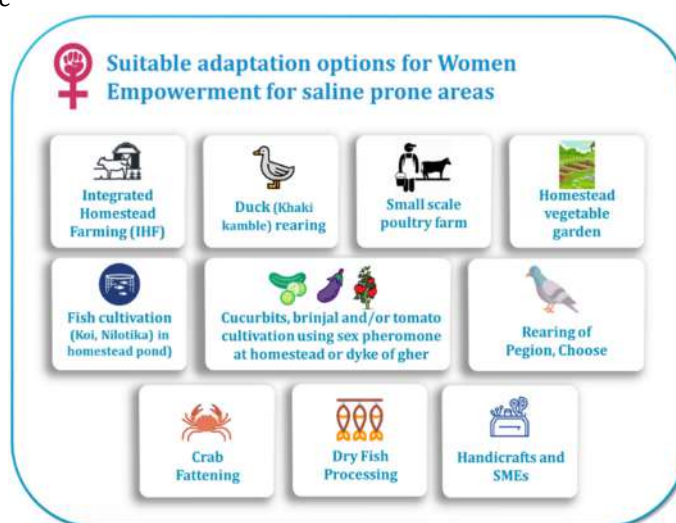 c
Suitable adaptation options for Women
Empowerment for saline prone areas
Integrated
Homestead
Farming (IHF)
Duck (Khaki
kamble) rearing
Small scale
poultry farm
Homestead
vegetable
garden
Fish cultivation
(Koi, Nilotika) in
homestead pond)
Cucurbits, brinjal and/or tomato
cultivation using sex pheromone
at homestead or dyke of gher
Rearing of
Pegion, Choose
Crab
Fattening
Dry Fish
Processing
Handicrafts and
SMEs